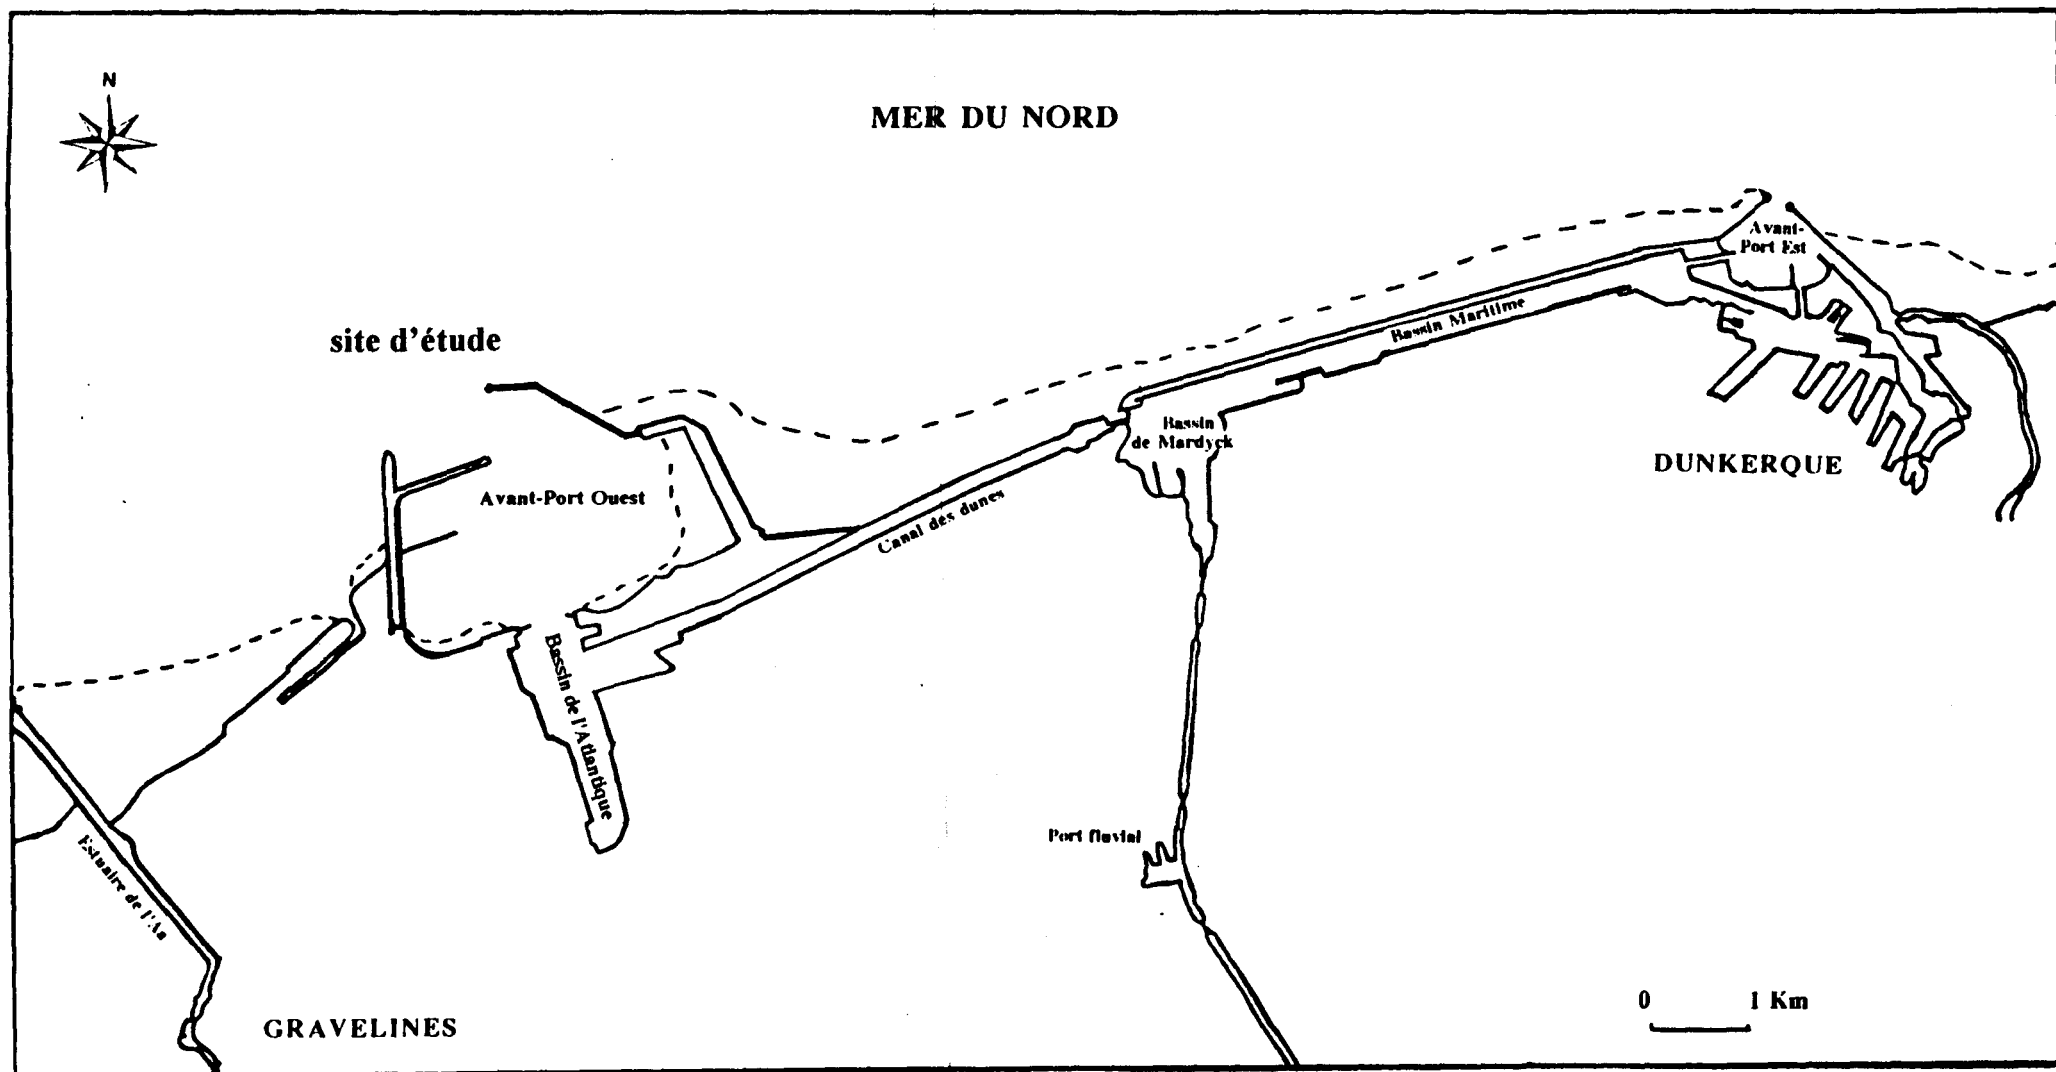 N
MER DU NORD
Avant-
Port Est
Bassin Maritime
site d'étude
Bassin
de Mardyck
DUNKERQUE
Avant-Port Ouest
Canal des dunes
Bassin de l'Atlantique
Port fluvial
Estuaire de l'Aa
0 1 Km
GRAVELINES